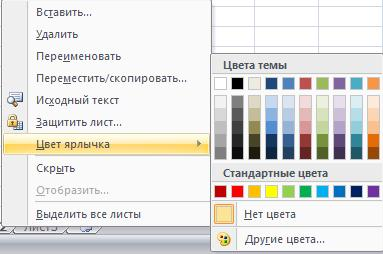 Вставить...
Удалить
Переименовать
Переместить/скопировать...
Исходный текст
Защитить лист...
Цвет ярлычка
Скрыть
Отобразить...
Выделить все листы
Цвета темы
Стандартные цвета
Нет цвета
Другие цвета...